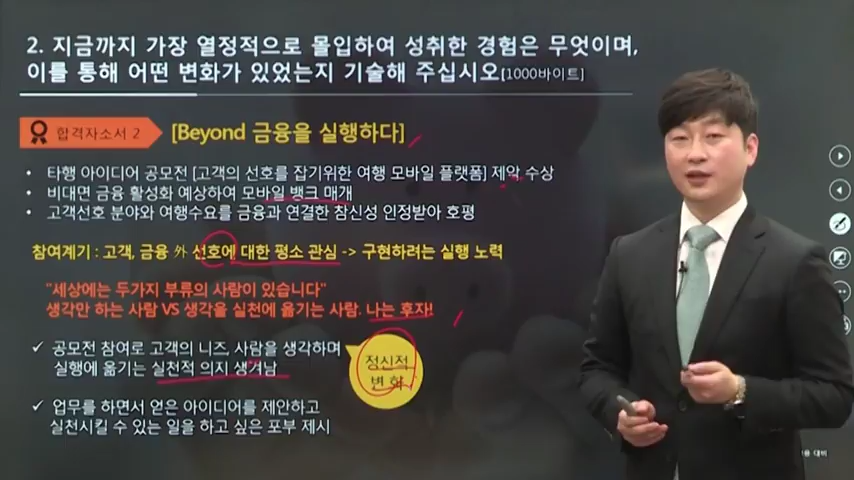 2. 지금까지 가장 열정적으로 몰입하여 성취한 경험은 무엇이며,
이를 통해 어떤 변화가 있었는지 기술해 주십시오[1000바이트]
합격자소서 2
[Beyond 금융을 실행하다]
• 타행 아이디어 공모전 [고객의 선호를 잡기위한 여행 모바일 플랫폼] 제안 수상
• 비대면 금융 활성화 예상하여 모바일 뱅크 매개
• 고객선호 분야와 여행수요를 금융과 연결한 참신성 인정받아 호평
참여계기 : 고객, 금융 外 선호에 대한 평소 관심 -> 구현하려는 실행 노력
"세상에는 두가지 부류의 사람이 있습니다"
생각만 하는 사람 VS 생각을 실천에 옮기는 사람. 나는 후자!
✓ 공모전 참여로 고객의 니즈, 사람을 생각하며
실행에 옮기는 실천적 의지 생겨남
정신적
변화
✓ 업무를 하면서 얻은 아이디어를 제안하고
실천시킬 수 있는 일을 하고 싶은 포부 제시